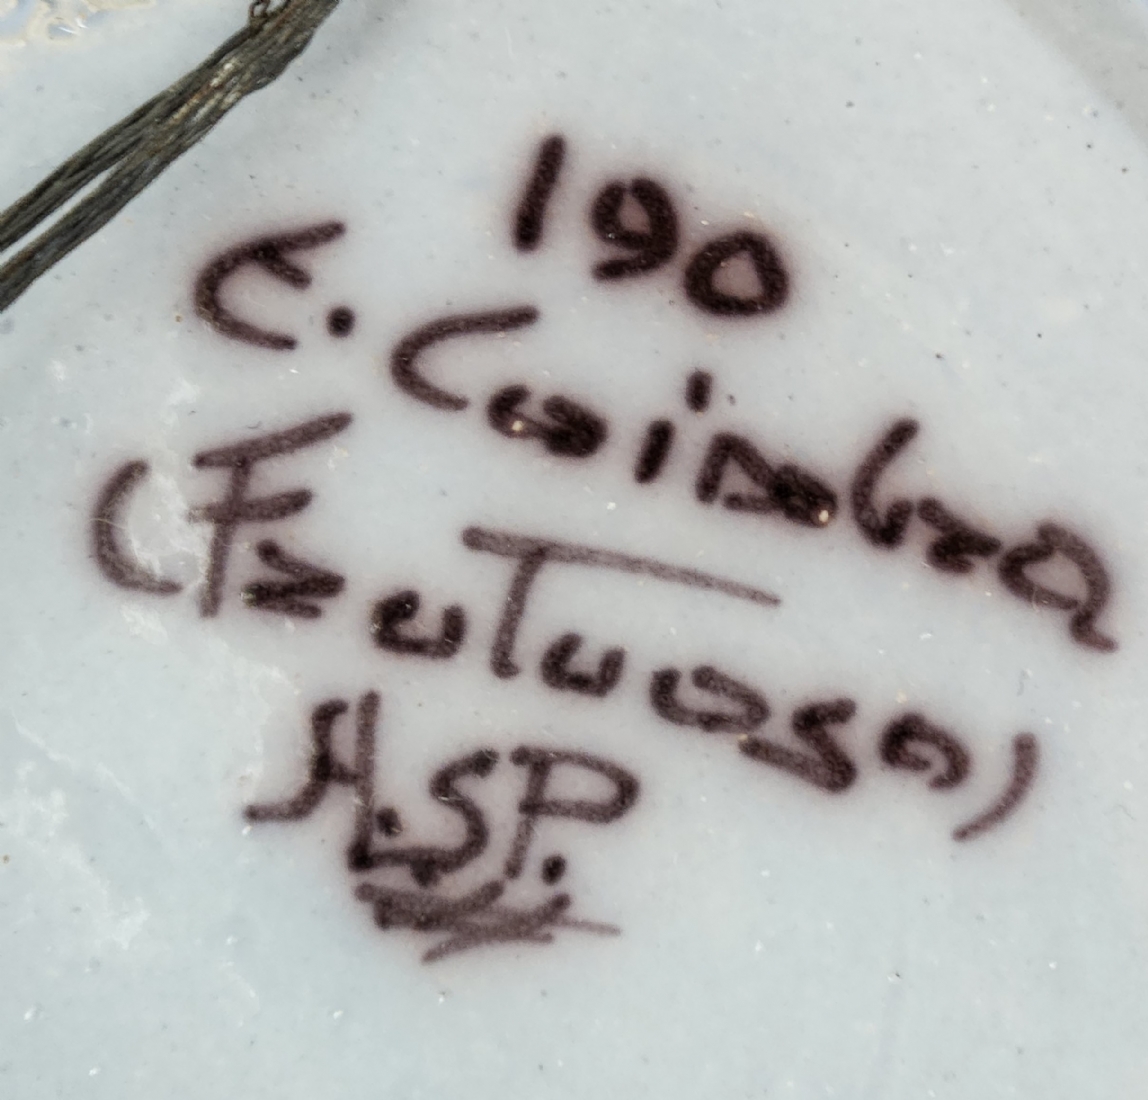 190
C. Coimbra
(Frutuoso)
A.S.P.